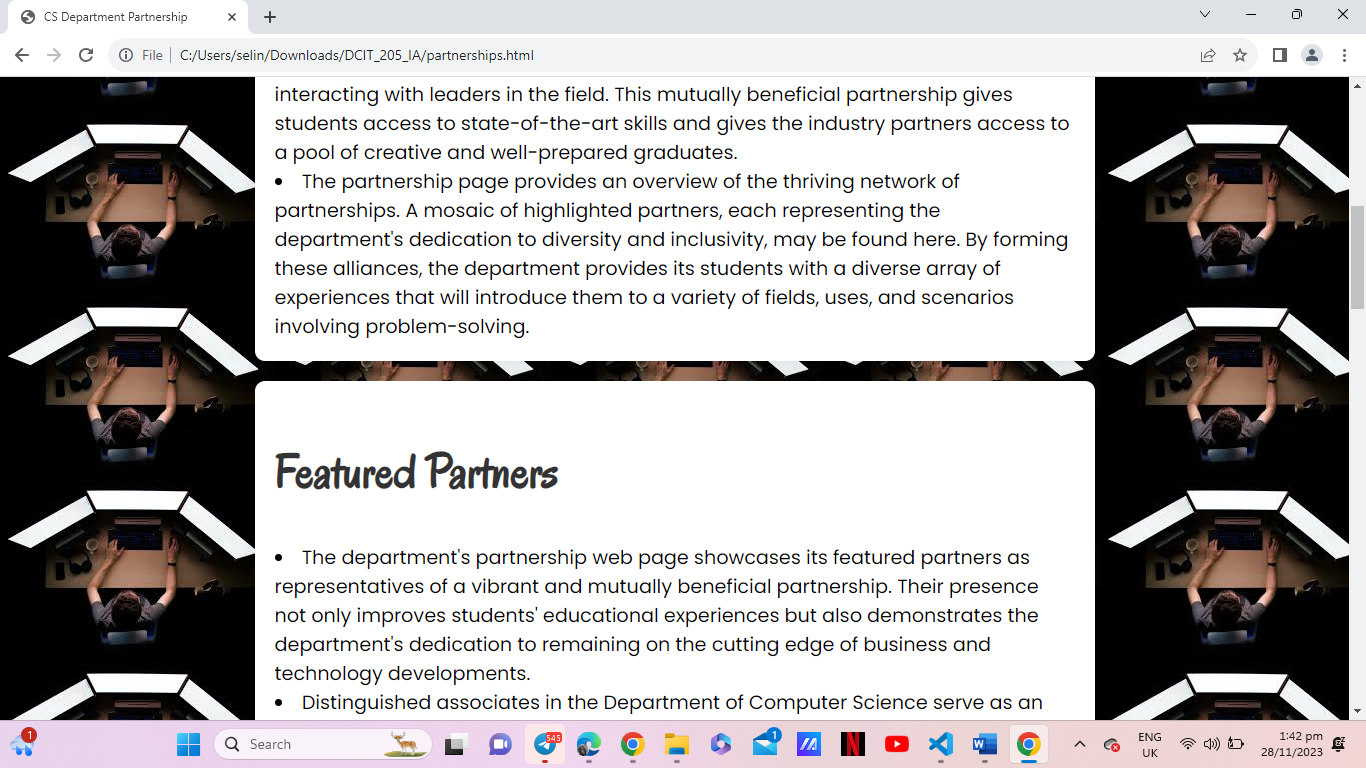 CS Department Partnership
File
C:/Users/selin/Downloads/DCIT_205_IA/partnerships.html
interacting with leaders in the field. This mutually beneficial partnership gives
students access to state-of-the-art skills and gives the industry partners access to
a pool of creative and well-prepared graduates.
• The partnership page provides an overview of the thriving network of
partnerships. A mosaic of highlighted partners, each representing the
department's dedication to diversity and inclusivity, may be found here. By forming
these alliances, the department provides its students with a diverse array of
experiences that will introduce them to a variety of fields, uses, and scenarios
involving problem-solving.
Featured Partners
• The department's partnership web page showcases its featured partners as
representatives of a vibrant and mutually beneficial partnership. Their presence
not only improves students' educational experiences but also demonstrates the
department's dedication to remaining on the cutting edge of business and
technology developments.
• Distinguished associates in the Department of Computer Science serve as an
1
Search
545
1
N
W
ENG
UK
1:42 pm
28/11/2023